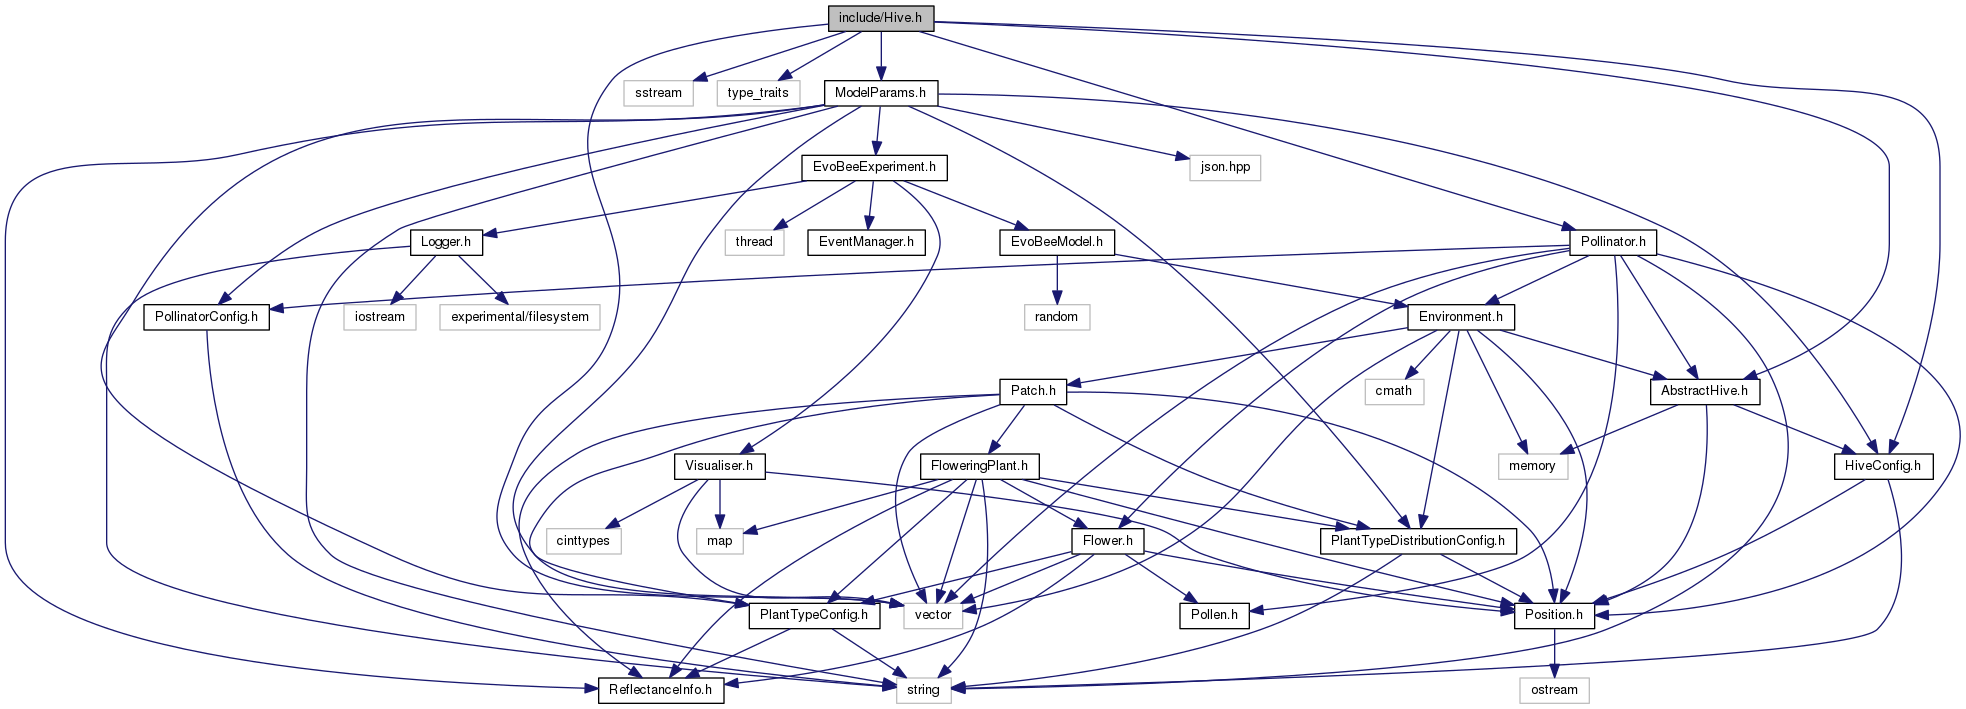 include/Hive.h
sstream
type_traits
ModelParams.h
EvoBeeExperiment.h
json.hpp
Logger.h
thread
EventManager.h
EvoBeeModel.h
Pollinator.h
PollinatorConfig.h
iostream
experimental/filesystem
random
Environment.h
Patch.h
cmath
AbstractHive.h
Visualiser.h
FloweringPlant.h
memory
HiveConfig.h
cinttypes
map
Flower.h
PlantTypeDistributionConfig.h
PlantTypeConfig.h
vector
Pollen.h
Position.h
ReflectanceInfo.h
string
ostream